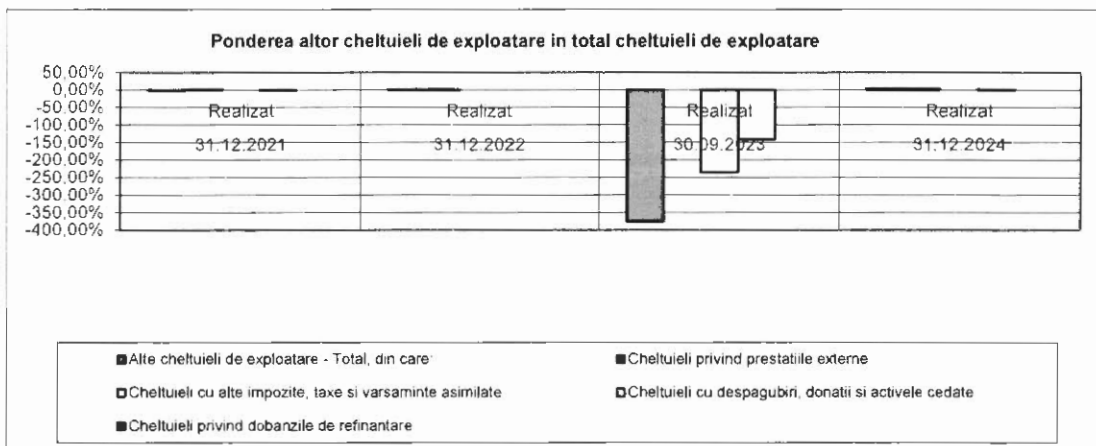 Ponderea altor cheltuieli de exploatare in total cheltuieli de exploatare
50,00%
0,00%
-50,00%
-100,00%
-150,00%
-200,00%
-250,00%
-300,00%
-350,00%
-400,00%
Realizat Realizat Realizat Realizat
31.12.2021 31.12.2022 30.09.2023 31.12.2024
Alte cheltuieli de exploatare - Total, din care: Cheltuieli privind prestatiile externe
Cheltuieli cu alte impozite, taxe si varsaminte asimilate Cheltuieli cu despagubiri, donatii si activele cedate
Cheltuieli privind dobanzile de refinantare